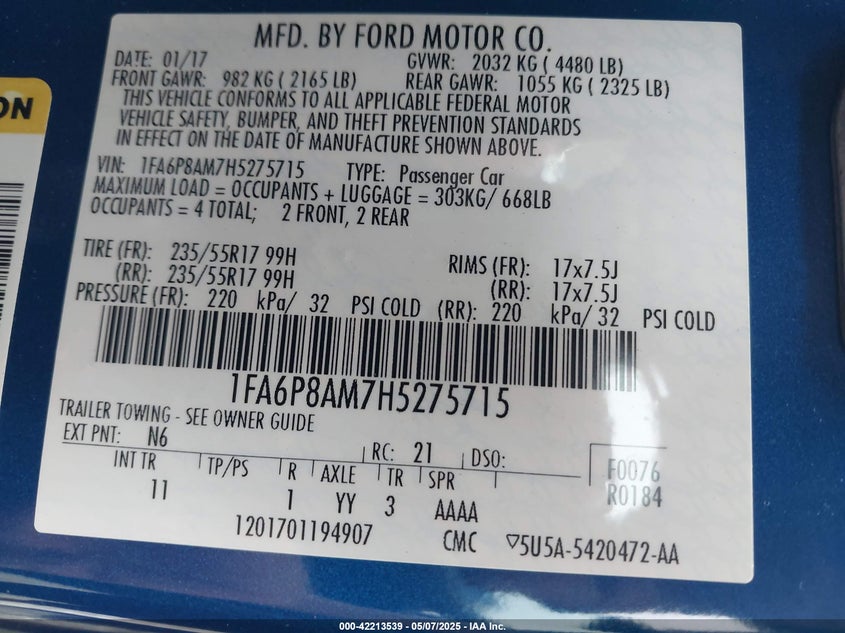 MFD. BY FORD MOTOR CO.
DATE: 01/17 GVWR: 2032 KG ( 4480 LB)
FRONT GAWR: 982 KG ( 2165 LB) REAR GAWR: 1055 KG ( 2325 LB)
THIS VEHICLE CONFORMS TO ALL APPLICABLE FEDERAL MOTOR
VEHICLE SAFETY, BUMPER, AND THEFT PREVENTION STANDARDS
IN EFFECT ON THE DATE OF MANUFACTURE SHOWN ABOVE.
VIN: 1FA6P8AM7H5275715 TYPE: Passenger Car
MAXIMUM LOAD = OCCUPANTS + LUGGAGE = 303KG/ 668LB
OCCUPANTS = 4 TOTAL; 2 FRONT, 2 REAR
TIRE (FR): 235/55R17 99H RIMS (FR): 17x7.5J
(RR): 235/55R17 99H (RR): 17x7.5J
PRESSURE (FR): 220 kPa/ 32 PSI COLD (RR): 220 kPa/ 32 PSI COLD
1FA6P8AM7H5275715
TRAILER TOWING - SEE OWNER GUIDE
EXT PNT: N6 RC: 21 DSO: F0076
INT TR TP/PS R AXLE TR SPR R0184
11 1 YY 3 AAAA
1201701194907 CMC ▽5U5A-5420472-AA
ON
000-42213539 - 05/07/2025 - IAA Inc.